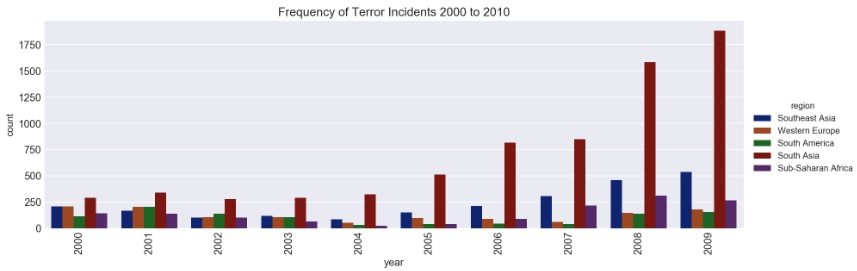 Frequency of Terror Incidents 2000 to 2010
1750
1500
1250
1000
750
500
250
0
count
2000 2001 2002 2003 2004 2005 2006 2007 2008 2009
year
region
Southeast Asia
Western Europe
South America
South Asia
Sub-Saharan Africa